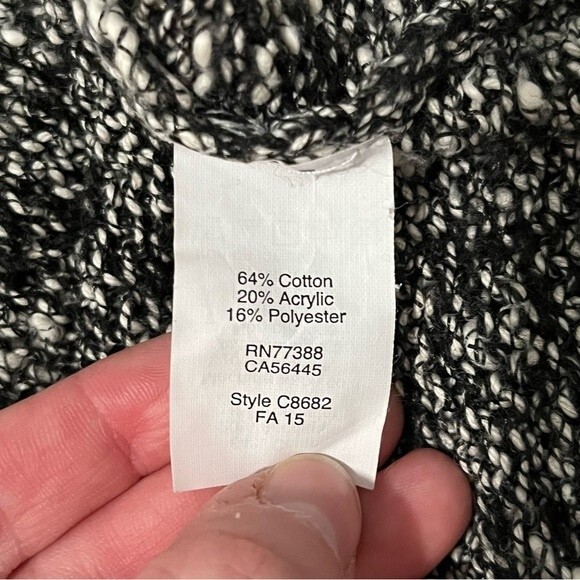 64% Cotton
20% Acrylic
16% Polyester
RN77388
CA56445
Style C8682
FA 15